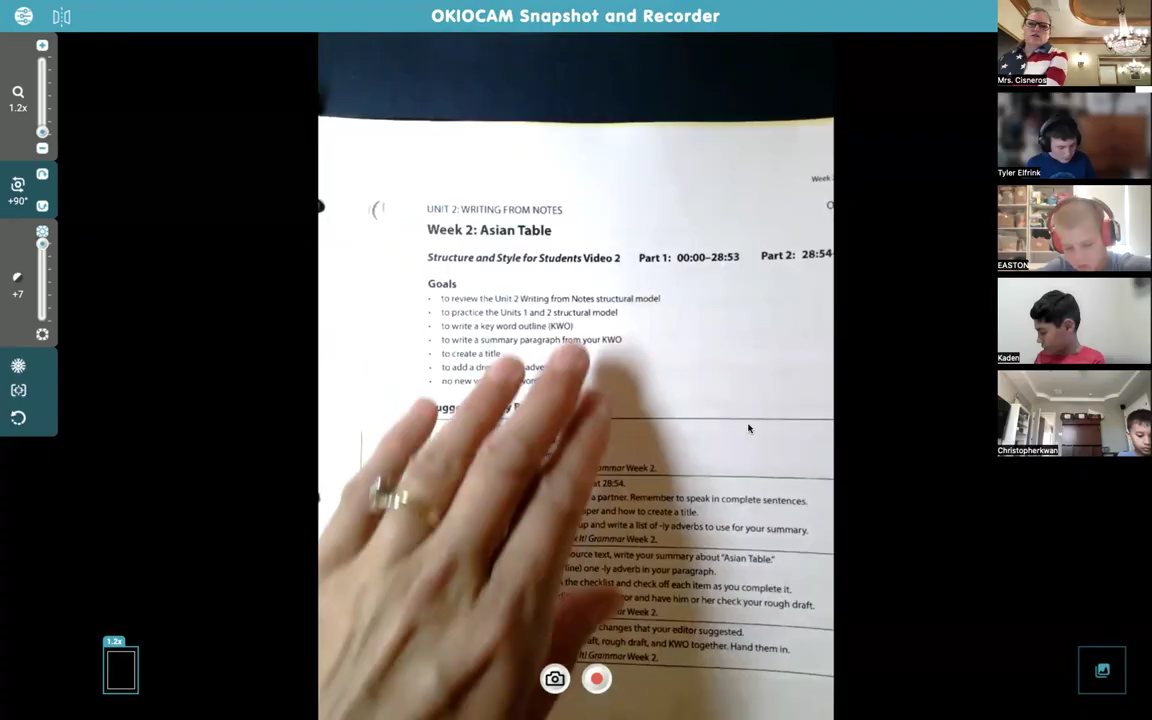 OKIOCAM Snapshot and Recorder
1.2x
+90°
+7
1.2x
Week
UNIT 2: WRITING FROM NOTES
Week 2: Asian Table
Structure and Style for Students Video 2 Part 1: 00:00–28:53 Part 2: 28:54-
Goals
• to review the Unit 2 Writing from Notes structural model
• to practice the Units 1 and 2 structural model
• to write a key word outline (KWO)
• to write a summary paragraph from your KWO
• to create a title
• to add a
• no new
Week 2.
at 28:54.
a partner. Remember to speak in complete sentences.
and how to create a title.
up and write a list of -ly adverbs to use for your summary.
It! Grammar Week 2.
source text, write your summary about "Asian Table."
one -ly adverb in your paragraph.
the checklist and check off each item as you complete it.
and have him or her check your rough draft.
Week 2.
changes that your editor suggested.
rough draft, and KWO together. Hand them in.
It! Grammar Week 2.
Mrs. Cisneros
Tyler Elfrink
EASTON
Kaden
Christopherkwan